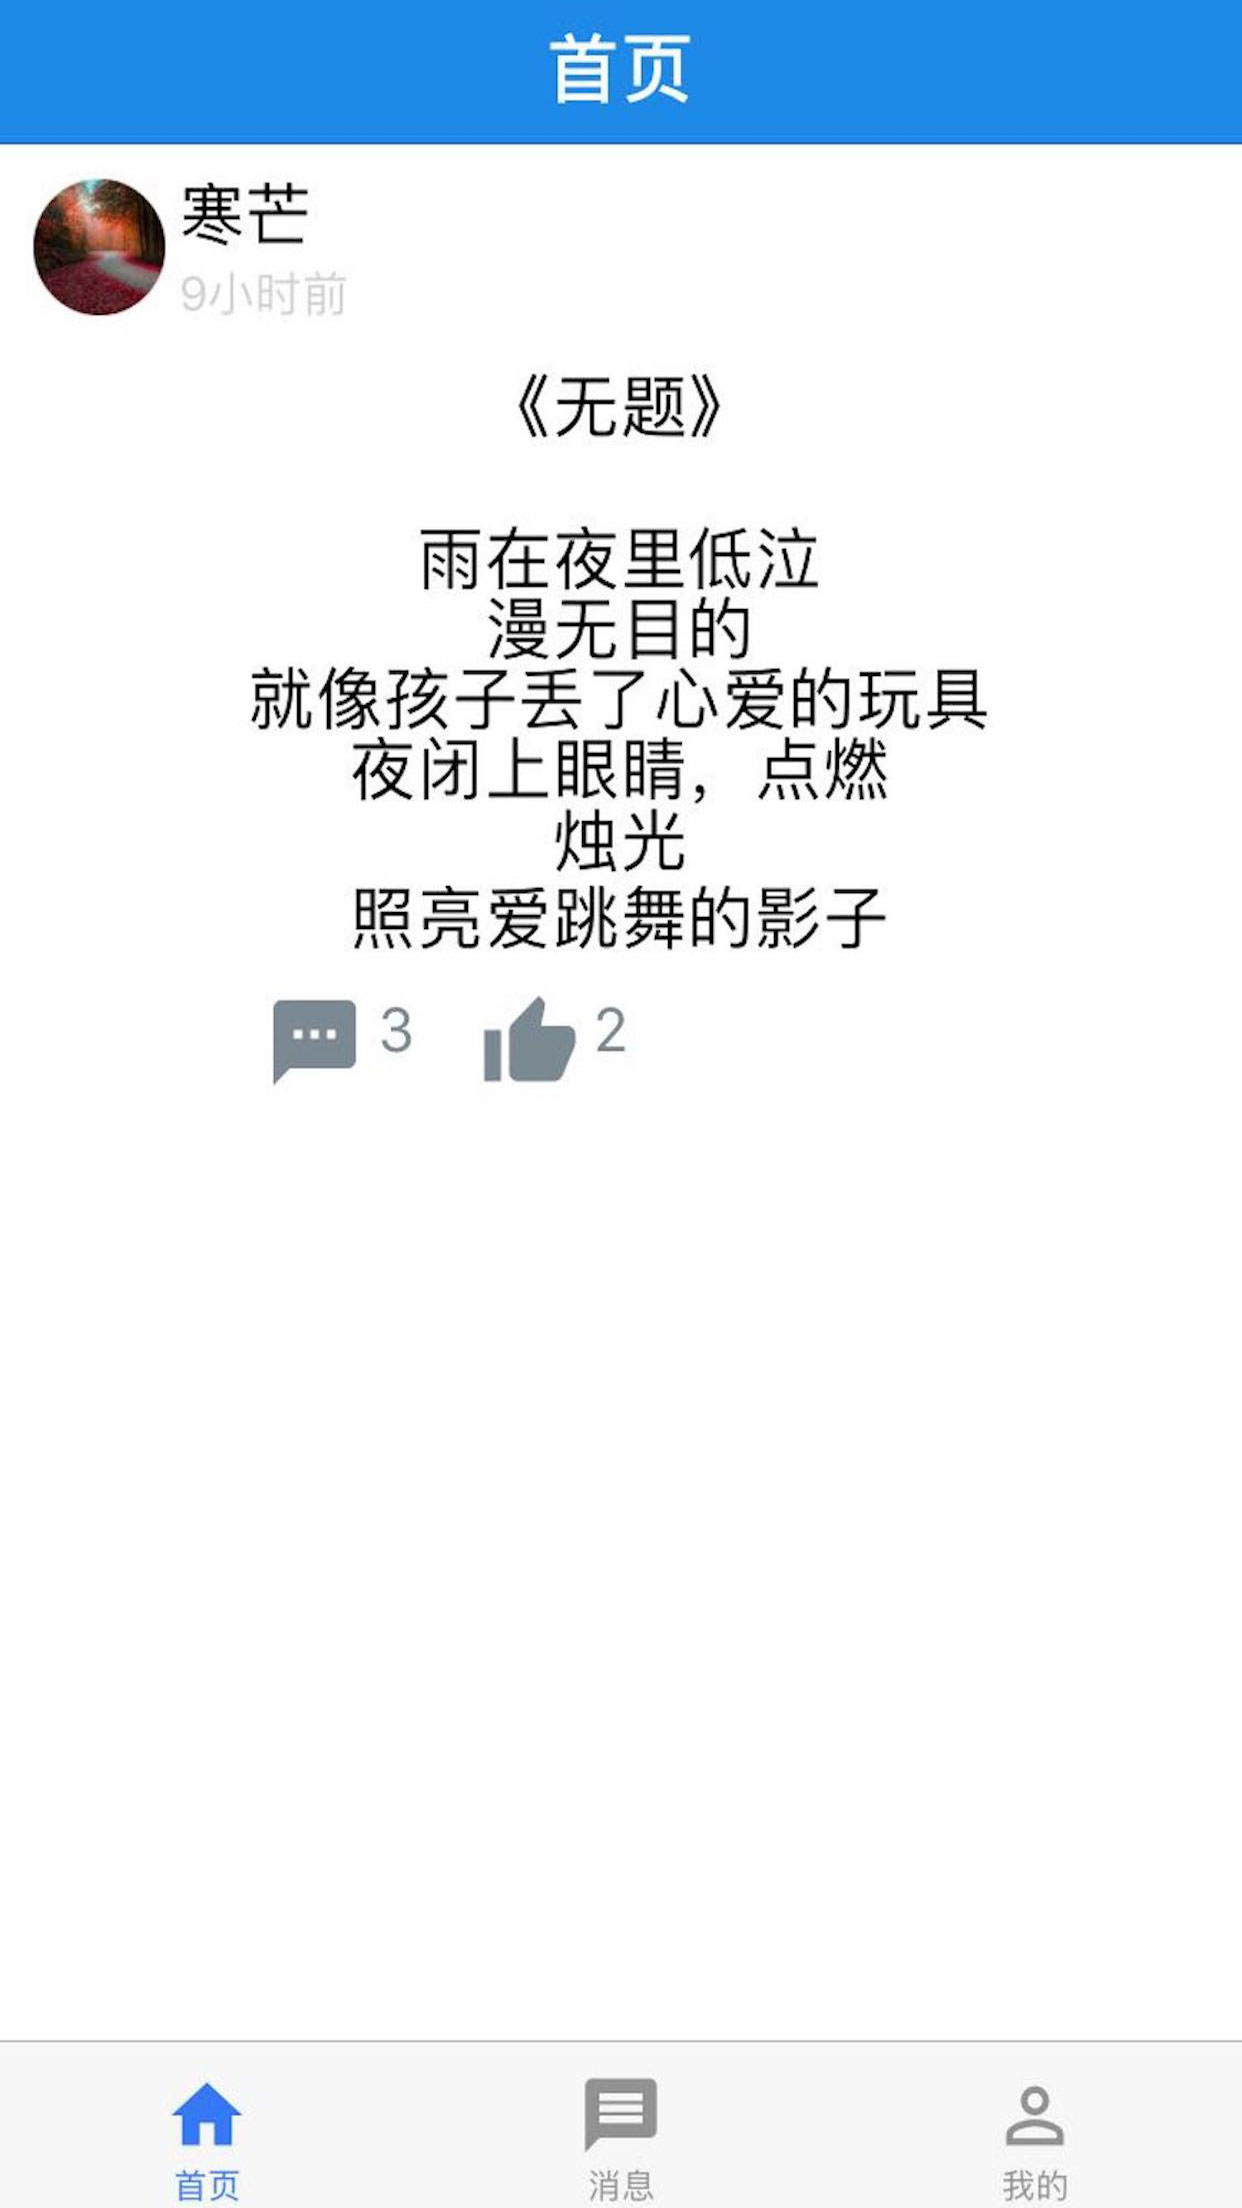 首页
寒芒
9小时前
《无题》
雨在夜里低泣
漫无目的
就像孩子丢了心爱的玩具
夜闭上眼睛，点燃
烛光
照亮爱跳舞的影子
3 2
首页 消息 我的